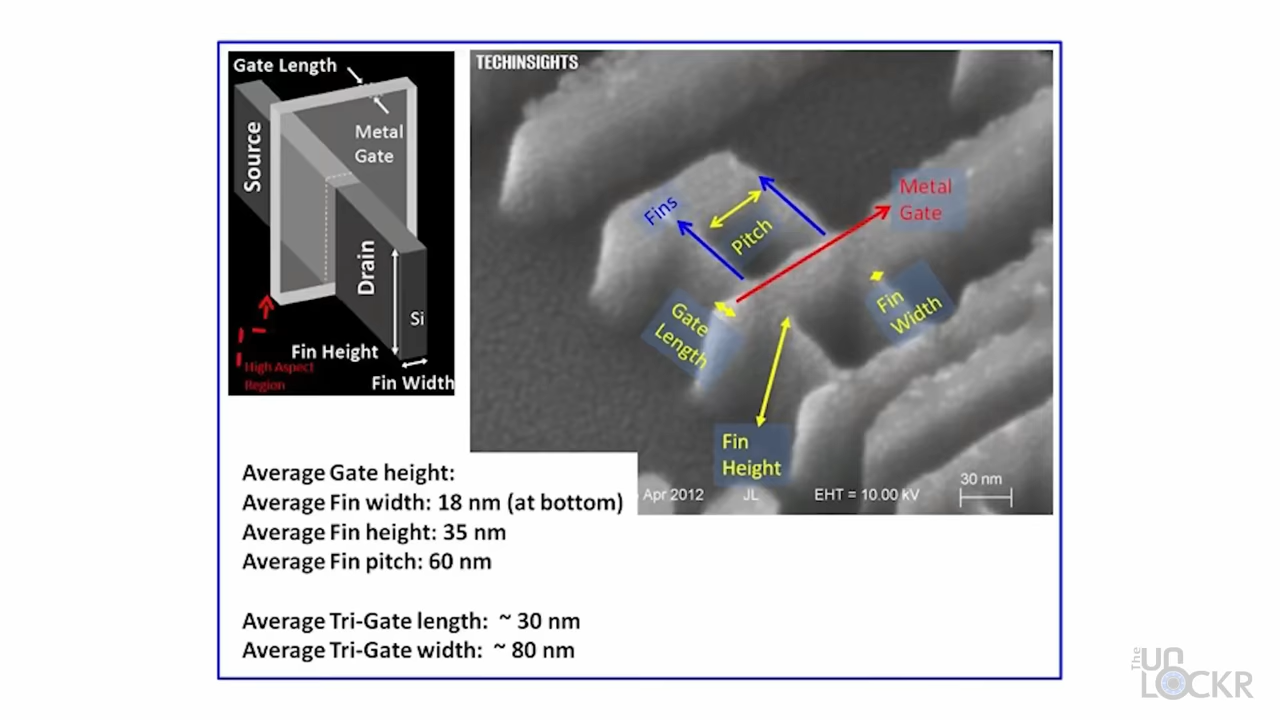 Gate Length
Metal
Gate
Source
Drain
Si
Fin Height
High Aspect
Region
Fin Width
TECHINSIGHTS
Metal
Gate
Fins
Pitch
Fin
Width
Gate
Length
Fin
Height
30 nm
Apr 2012 JL EHT = 10.00 kV
Average Gate height:
Average Fin width: 18 nm (at bottom)
Average Fin height: 35 nm
Average Fin pitch: 60 nm
Average Tri-Gate length: ~ 30 nm
Average Tri-Gate width: ~ 80 nm
The
UN
LOCKR